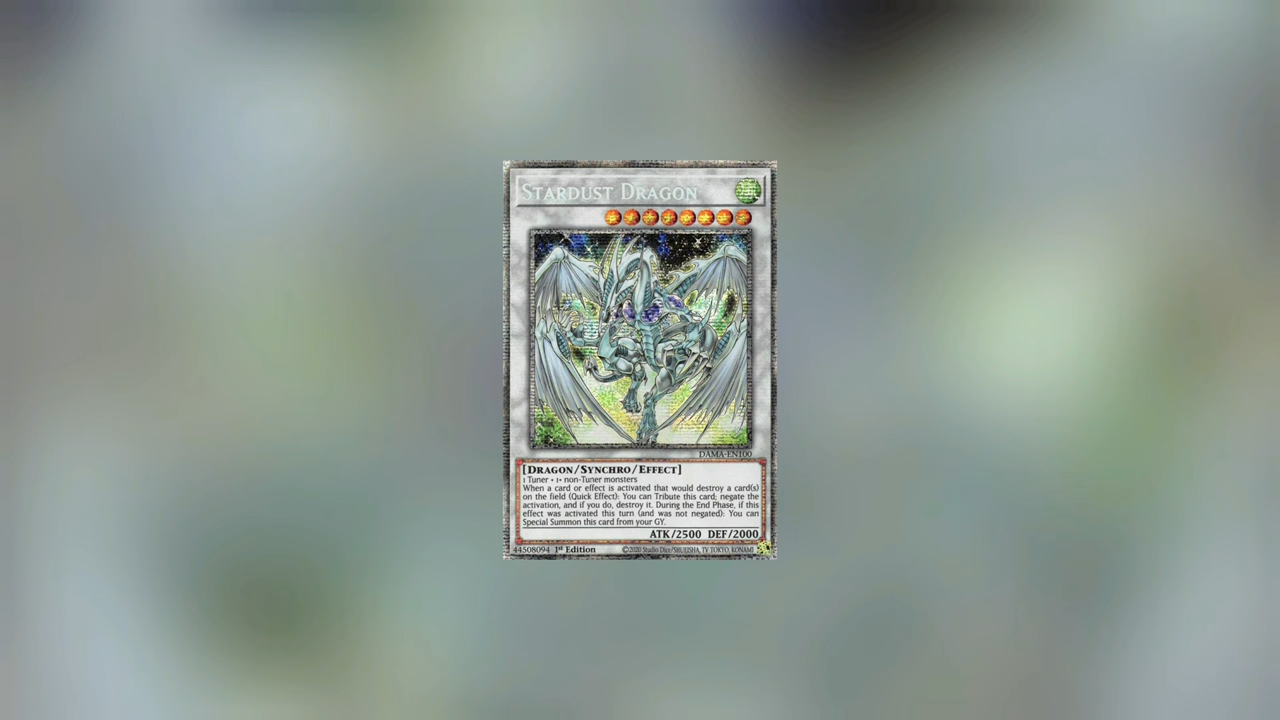 STARDUST DRAGON
DAMA-EN100
[DRAGON/SYNCHRO/EFFECT]
1 Tuner + 1+ non-Tuner monsters
When a card or effect is activated that would destroy a card(s)
on the field (Quick Effect): You can Tribute this card; negate the
activation, and if you do, destroy it. During the End Phase, if this
effect was activated this turn (and was not negated): You can
Special Summon this card from your GY.
ATK/2500 DEF/2000
44508094 1st Edition ©2020 Studio Dice/SHUEISHA, TV TOKYO, KONAMI